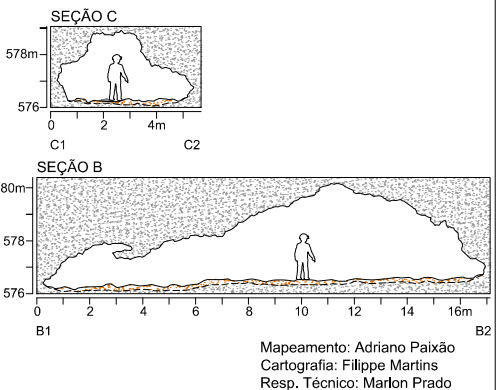 SEÇÃO C
578m
576
0 2 4m
C1 C2
SEÇÃO B
80m
578
576
0 2 4 6 8 10 12 14 16m
B1 B2
Mapeamento: Adriano Paixão
Cartografia: Filippe Martins
Resp. Técnico: Marlon Prado